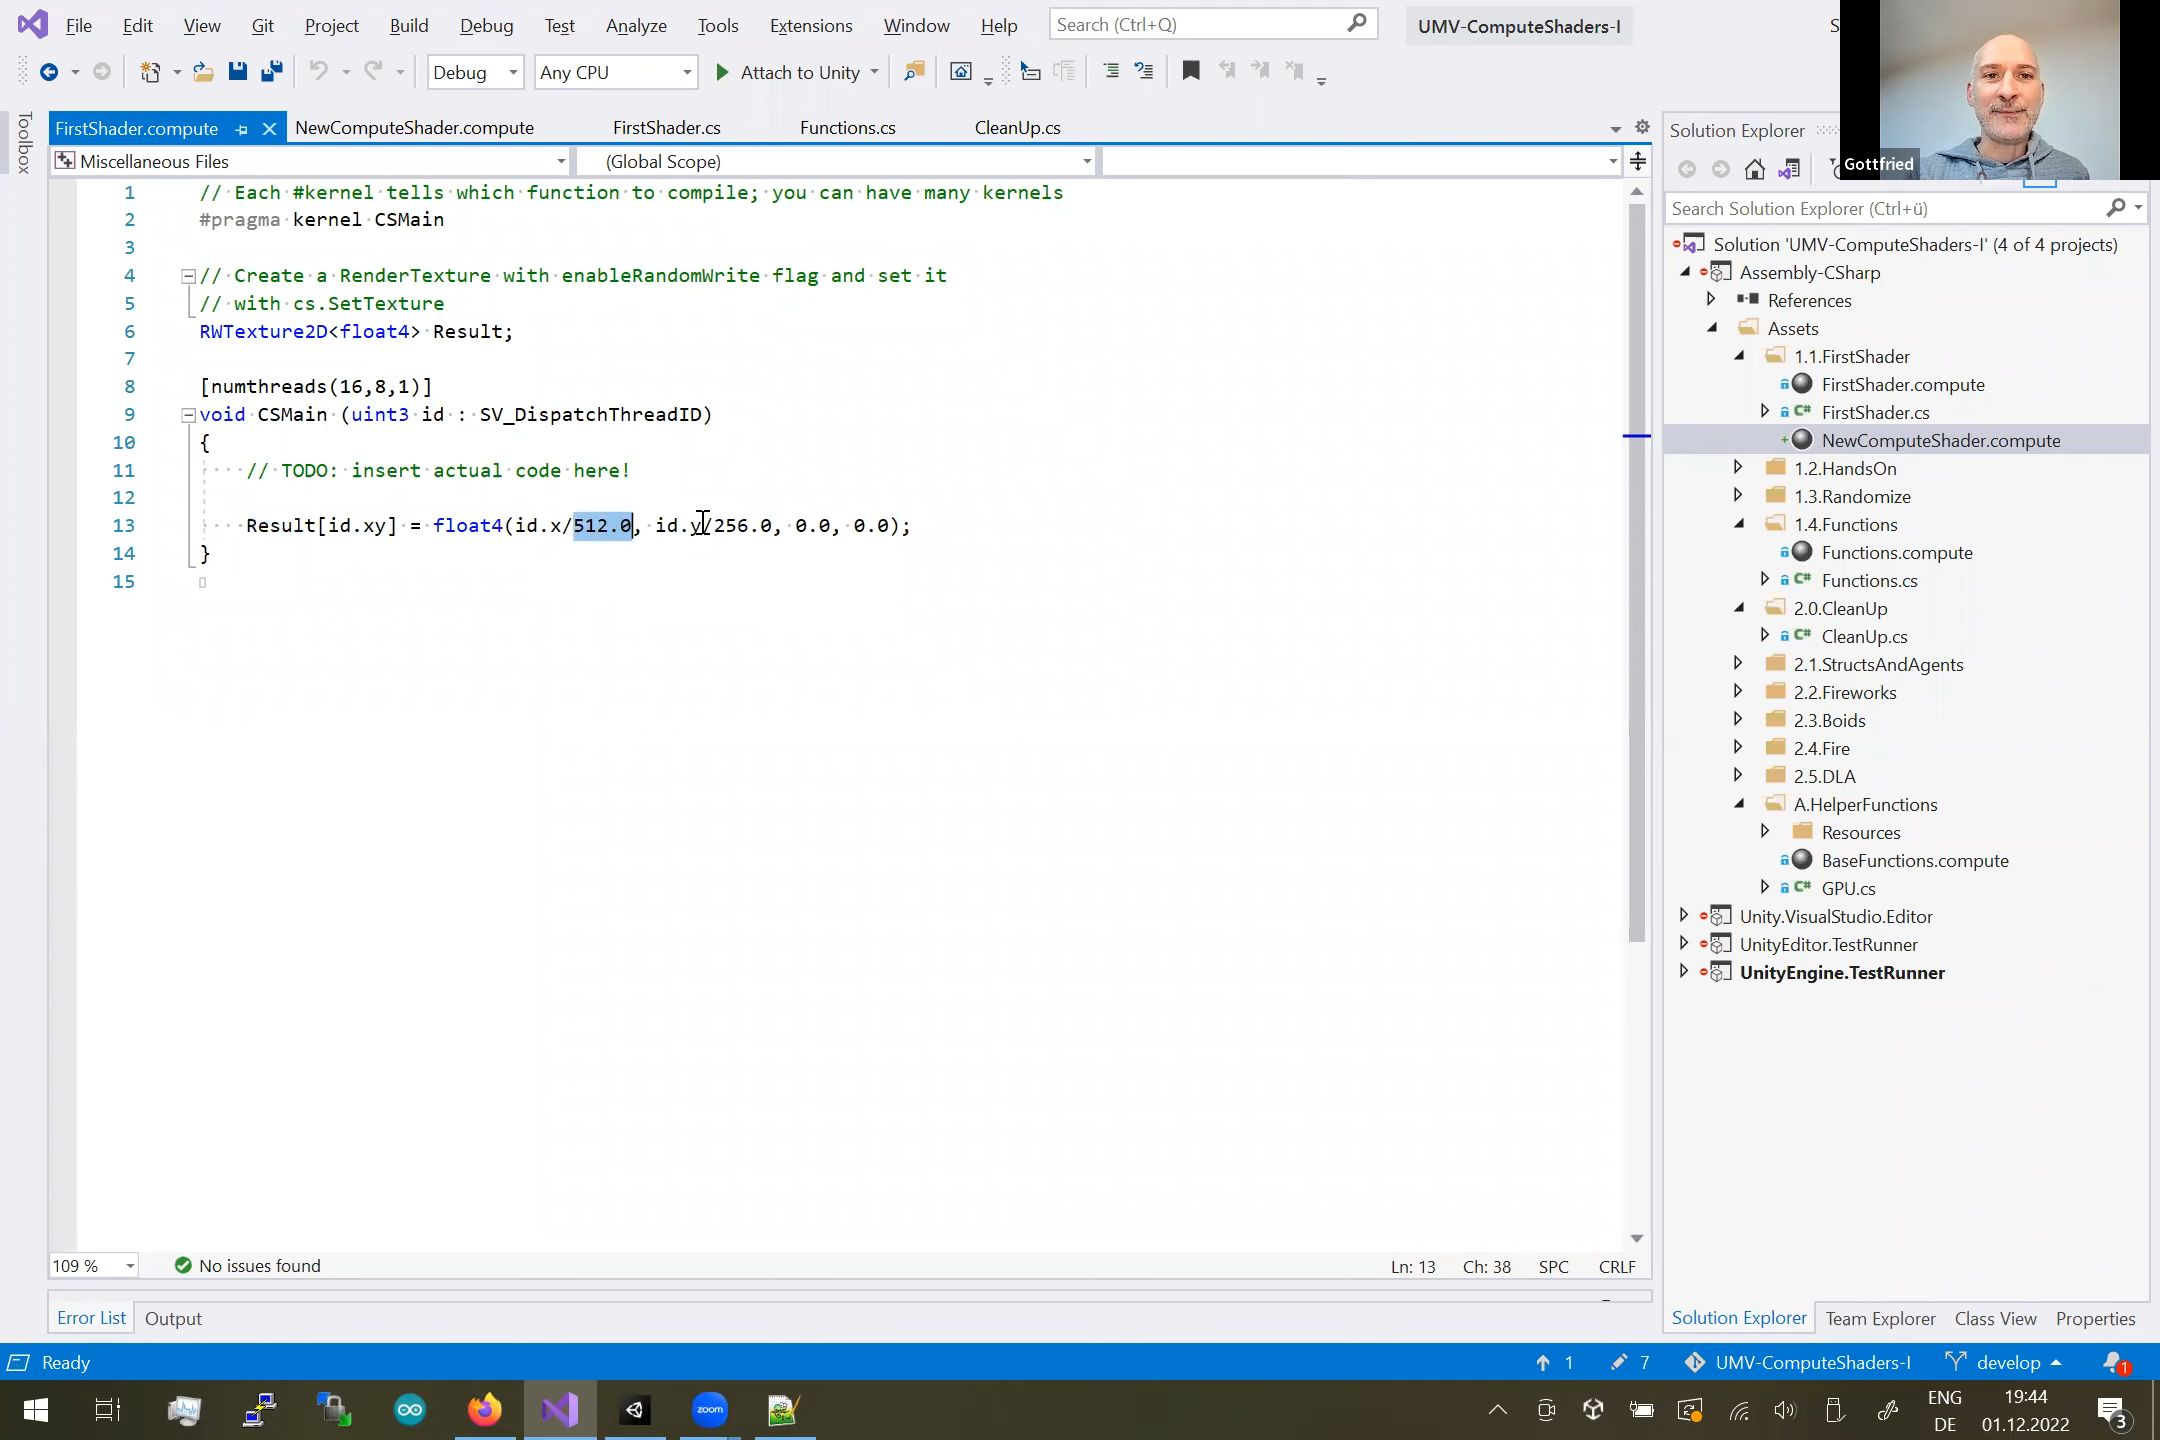 File Edit View Git Project Build Debug Test Analyze Tools Extensions Window Help Search (Ctrl+Q) UMV-ComputeShaders-I
Debug Any CPU Attach to Unity
Gottfried
Toolbox
FirstShader.compute NewComputeShader.compute FirstShader.cs Functions.cs CleanUp.cs
Miscellaneous Files (Global Scope)
1 // Each #kernel tells which function to compile; you can have many kernels
2 #pragma kernel CSMain
3
4 // Create a RenderTexture with enableRandomWrite flag and set it
5 // with cs.SetTexture
6 RWTexture2D<float4> Result;
7
8 [numthreads(16,8,1)]
9 void CSMain (uint3 id : SV_DispatchThreadID)
10 {
11 // TODO: insert actual code here!
12
13 Result[id.xy] = float4(id.x/512.0, id.y/256.0, 0.0, 0.0);
14 }
15
109 % No issues found Ln: 13 Ch: 38 SPC CRLF
Error List Output
Solution Explorer
Search Solution Explorer (Ctrl+ü)
Solution 'UMV-ComputeShaders-I' (4 of 4 projects)
Assembly-CSharp
References
Assets
1.1.FirstShader
FirstShader.compute
C# FirstShader.cs
NewComputeShader.compute
1.2.HandsOn
1.3.Randomize
1.4.Functions
Functions.compute
C# Functions.cs
2.0.CleanUp
C# CleanUp.cs
2.1.StructsAndAgents
2.2.Fireworks
2.3.Boids
2.4.Fire
2.5.DLA
A.HelperFunctions
Resources
BaseFunctions.compute
C# GPU.cs
Unity.VisualStudio.Editor
UnityEditor.TestRunner
UnityEngine.TestRunner
Solution Explorer Team Explorer Class View Properties
Ready 1 7 UMV-ComputeShaders-I develop 1
zoom
ENG
DE
19:44
01.12.2022
3